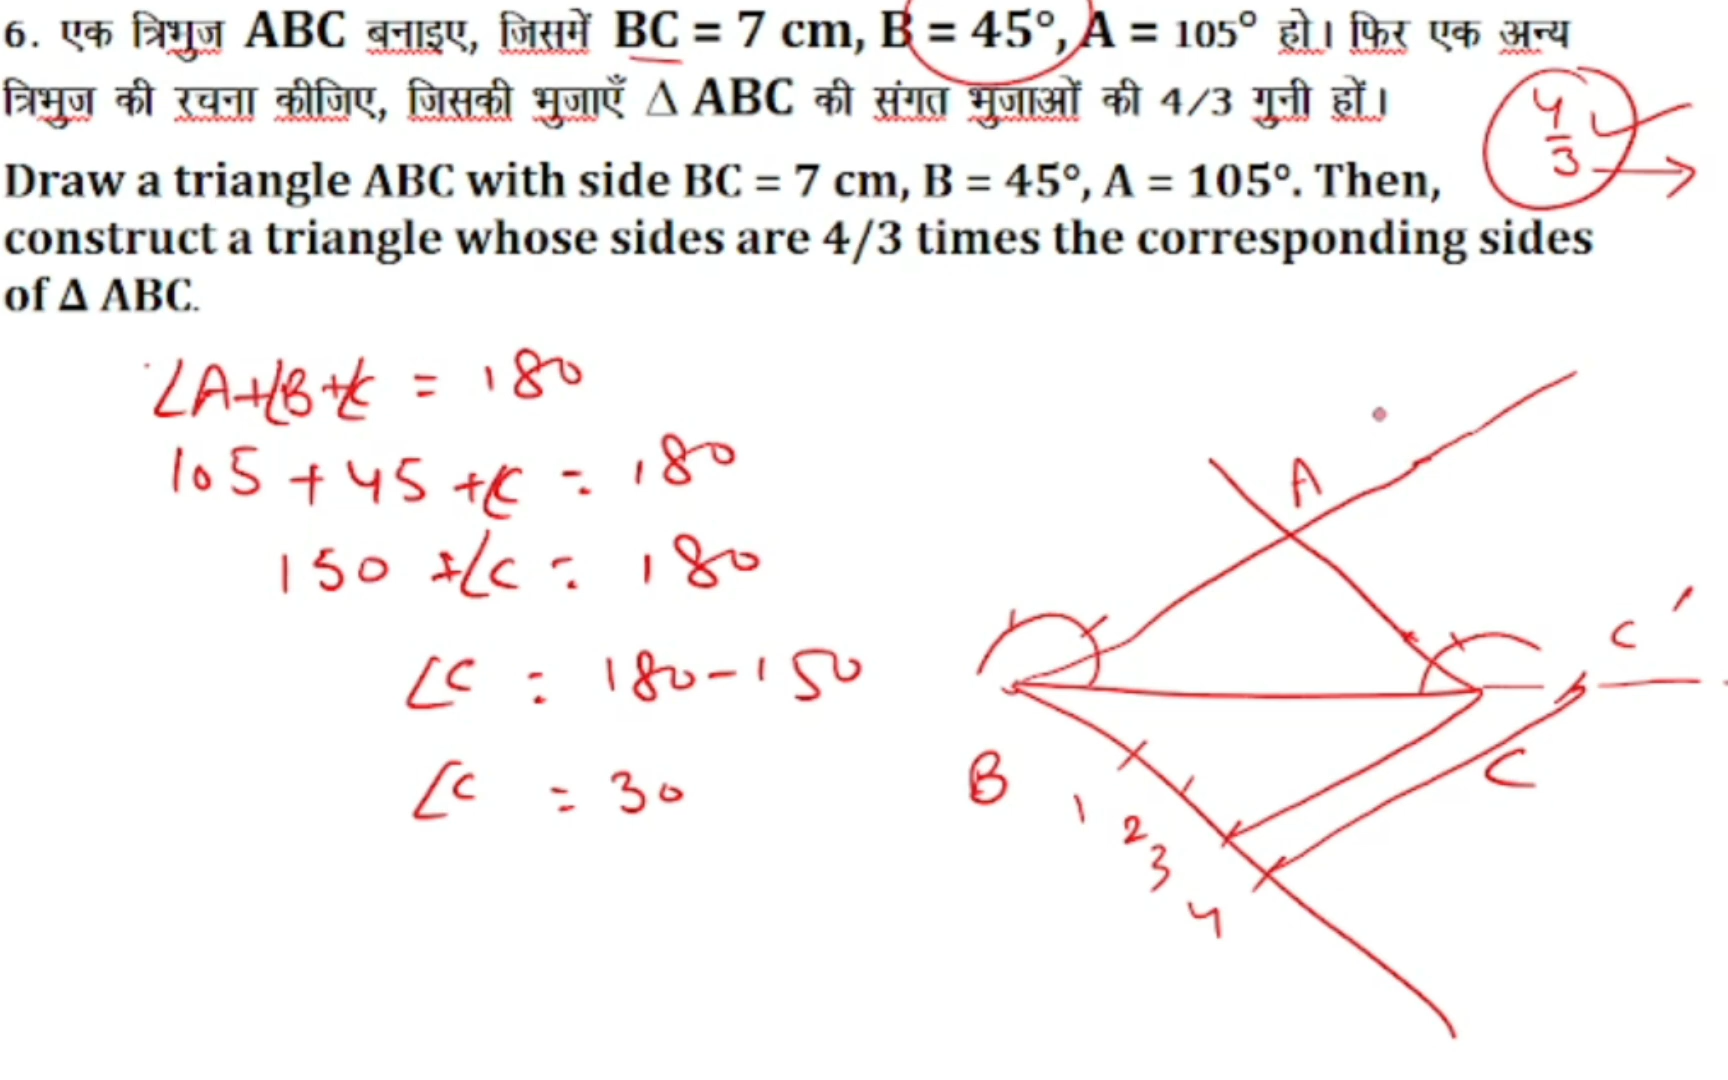 6. एक त्रिभुज ABC बनाइए, जिसमें BC = 7 cm, B = 45°, A = 105° हो। फिर एक अन्य
त्रिभुज की रचना कीजिए, जिसकी भुजाएँ Δ ABC की संगत भुजाओं की 4/3 गुनी हों।
4
3
Draw a triangle ABC with side BC = 7 cm, B = 45°, A = 105°. Then,
construct a triangle whose sides are 4/3 times the corresponding sides
of Δ ABC.
∠A+∠B+∠C = 180
105 + 45 +∠C = 180
150 +∠C = 180
∠C = 180-150
∠C = 30
A
C'
B
C
1
2
3
4